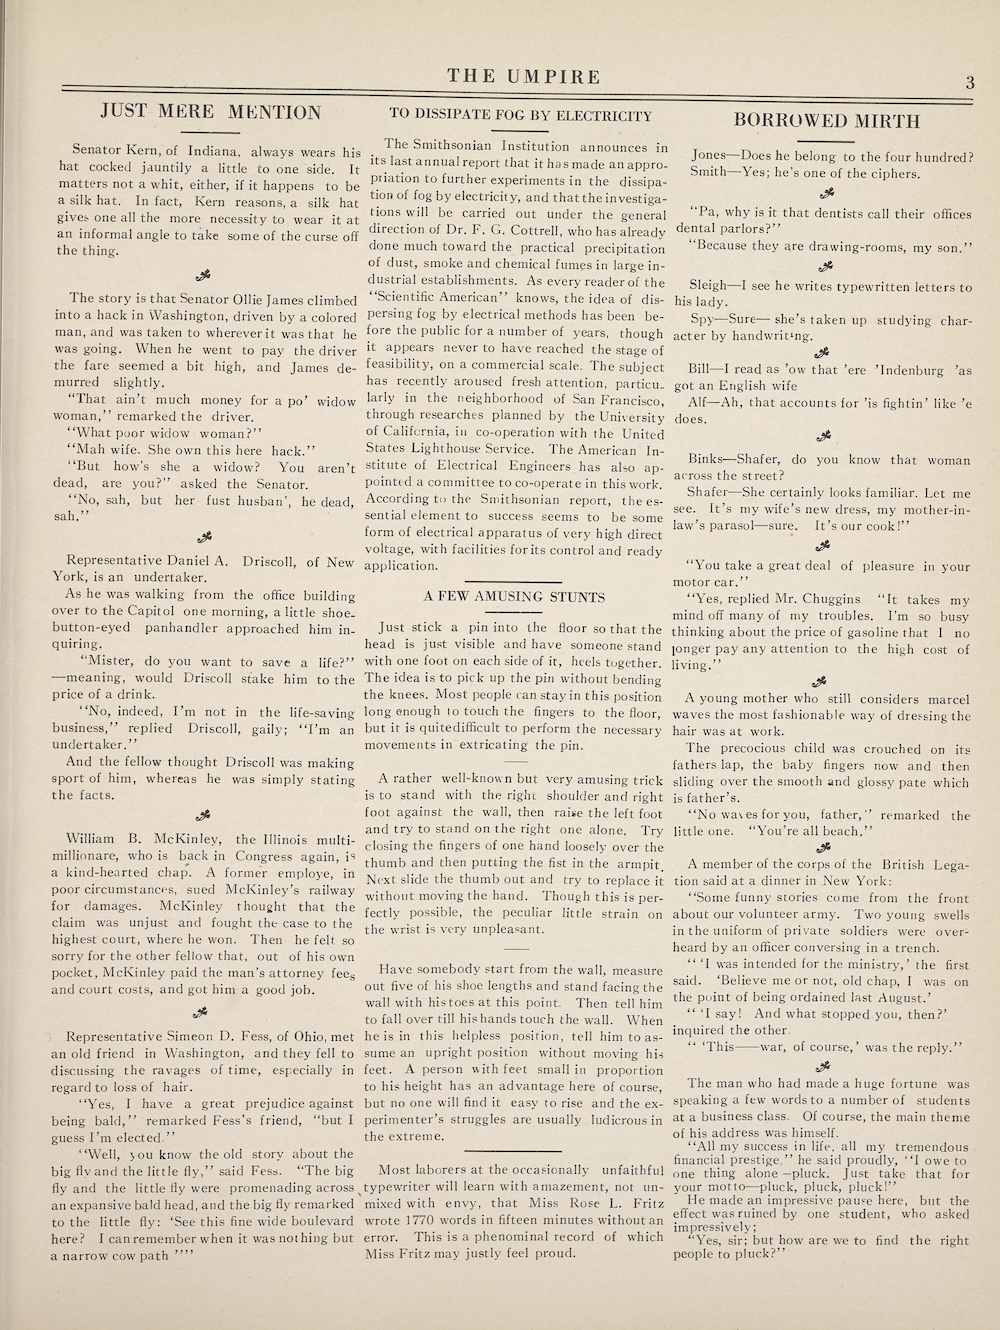 THE UMPIRE
3
JUST MERE MENTION
Senator Kern, of Indiana, always wears his
hat cocked jauntily a little to one side. It
matters not a whit, either, if it happens to be
a silk hat. In fact, Kern reasons, a silk hat
gives one all the more necessity to wear it at
an informal angle to take some of the curse off
the thing.
The story is that Senator Ollie James climbed
into a hack in Washington, driven by a colored
man, and was taken to wherever it was that he
was going. When he went to pay the driver
the fare seemed a bit high, and James de-
murred slightly.
"That ain't much money for a po' widow
woman," remarked the driver.
"What poor widow woman?"
"Mah wife. She own this here hack."
"But how's she a widow? You aren't
dead, are you?" asked the Senator.
"No, sah, but her fust husban', he dead,
sah."
Representative Daniel A. Driscoll, of New
York, is an undertaker.
As he was walking from the office building
over to the Capitol one morning, a little shoe-
button-eyed panhandler approached him in-
quiring.
"Mister, do you want to save a life?"
—meaning, would Driscoll stake him to the
price of a drink.
"No, indeed, I'm not in the life-saving
business," replied Driscoll, gaily; "I'm an
undertaker."
And the fellow thought Driscoll was making
sport of him, whereas he was simply stating
the facts.
William B. McKinley, the Illinois multi-
millionare, who is back in Congress again, is
a kind-hearted chap. A former employe, in
poor circumstances, sued McKinley's railway
for damages. McKinley thought that the
claim was unjust and fought the case to the
highest court, where he won. Then he felt so
sorry for the other fellow that, out of his own
pocket, McKinley paid the man's attorney fees
and court costs, and got him a good job.
Representative Simeon D. Fess, of Ohio, met
an old friend in Washington, and they fell to
discussing the ravages of time, especially in
regard to loss of hair.
"Yes, I have a great prejudice against
being bald," remarked Fess's friend, "but I
guess I'm elected."
"Well, you know the old story about the
big fly and the little fly," said Fess. "The big
fly and the little fly were promenading across
an expansive bald head, and the big fly remarked
to the little fly: 'See this fine wide boulevard
here? I can remember when it was nothing but
a narrow cow path ''''
TO DISSIPATE FOG BY ELECTRICITY
The Smithsonian Institution announces in
its last annual report that it has made an appro-
priation to further experiments in the dissipa-
tion of fog by electricity, and that the investiga-
tions will be carried out under the general
direction of Dr. F. G. Cottrell, who has already
done much toward the practical precipitation
of dust, smoke and chemical fumes in large in-
dustrial establishments. As every reader of the
"Scientific American" knows, the idea of dis-
persing fog by electrical methods has been be-
fore the public for a number of years, though
it appears never to have reached the stage of
feasibility, on a commercial scale. The subject
has recently aroused fresh attention, particu-
larly in the neighborhood of San Francisco,
through researches planned by the University
of California, in co-operation with the United
States Lighthouse Service. The American In-
stitute of Electrical Engineers has also ap-
pointed a committee to co-operate in this work.
According to the Smithsonian report, the es-
sential element to success seems to be some
form of electrical apparatus of very high direct
voltage, with facilities for its control and ready
application.
A FEW AMUSING STUNTS
Just stick a pin into the floor so that the
head is just visible and have someone stand
with one foot on each side of it, heels together.
The idea is to pick up the pin without bending
the knees. Most people can stay in this position
long enough to touch the fingers to the floor,
but it is quite difficult to perform the necessary
movements in extricating the pin.
A rather well-known but very amusing trick
is to stand with the right shoulder and right
foot against the wall, then raise the left foot
and try to stand on the right one alone. Try
closing the fingers of one hand loosely over the
thumb and then putting the fist in the armpit.
Next slide the thumb out and try to replace it
without moving the hand. Though this is per-
fectly possible, the peculiar little strain on
the wrist is very unpleasant.
Have somebody start from the wall, measure
out five of his shoe lengths and stand facing the
wall with his toes at this point. Then tell him
to fall over till his hands touch the wall. When
he is in this helpless position, tell him to as-
sume an upright position without moving his
feet. A person with feet small in proportion
to his height has an advantage here of course,
but no one will find it easy to rise and the ex-
perimenter's struggles are usually ludicrous in
the extreme.
Most laborers at the occasionally unfaithful
typewriter will learn with amazement, not un-
mixed with envy, that Miss Rose L. Fritz
wrote 1770 words in fifteen minutes without an
error. This is a phenomenal record of which
Miss Fritz may justly feel proud.
BORROWED MIRTH
Jones—Does he belong to the four hundred?
Smith—Yes; he's one of the ciphers.
"Pa, why is it that dentists call their offices
dental parlors?"
"Because they are drawing-rooms, my son."
Sleigh—I see he writes typewritten letters to
his lady.
Spy—Sure— she's taken up studying char-
acter by handwriting.
Bill—I read as 'ow that 'ere 'Indenburg 'as
got an English wife
Alf—Ah, that accounts for 'is fightin' like 'e
does.
Binks—Shafer, do you know that woman
across the street?
Shafer—She certainly looks familiar. Let me
see. It's my wife's new dress, my mother-in-
law's parasol—sure. It's our cook!"
"You take a great deal of pleasure in your
motor car."
"Yes, replied Mr. Chuggins "It takes my
mind off many of my troubles. I'm so busy
thinking about the price of gasoline that I no
longer pay any attention to the high cost of
living."
A young mother who still considers marcel
waves the most fashionable way of dressing the
hair was at work.
The precocious child was crouched on its
fathers lap, the baby fingers now and then
sliding over the smooth and glossy pate which
is father's.
"No waves for you, father," remarked the
little one. "You're all beach."
A member of the corps of the British Lega-
tion said at a dinner in New York:
"Some funny stories come from the front
about our volunteer army. Two young swells
in the uniform of private soldiers were over-
heard by an officer conversing in a trench.
" 'I was intended for the ministry,' the first
said. 'Believe me or not, old chap, I was on
the point of being ordained last August.'
" 'I say! And what stopped you, then?'
inquired the other.
" 'This——war, of course,' was the reply."
The man who had made a huge fortune was
speaking a few words to a number of students
at a business class. Of course, the main theme
of his address was himself.
"All my success in life, all my tremendous
financial prestige," he said proudly, "I owe to
one thing alone—pluck. Just take that for
your motto—pluck, pluck, pluck!"
He made an impressive pause here, but the
effect was ruined by one student, who asked
impressively;
"Yes, sir; but how are we to find the right
people to pluck?"